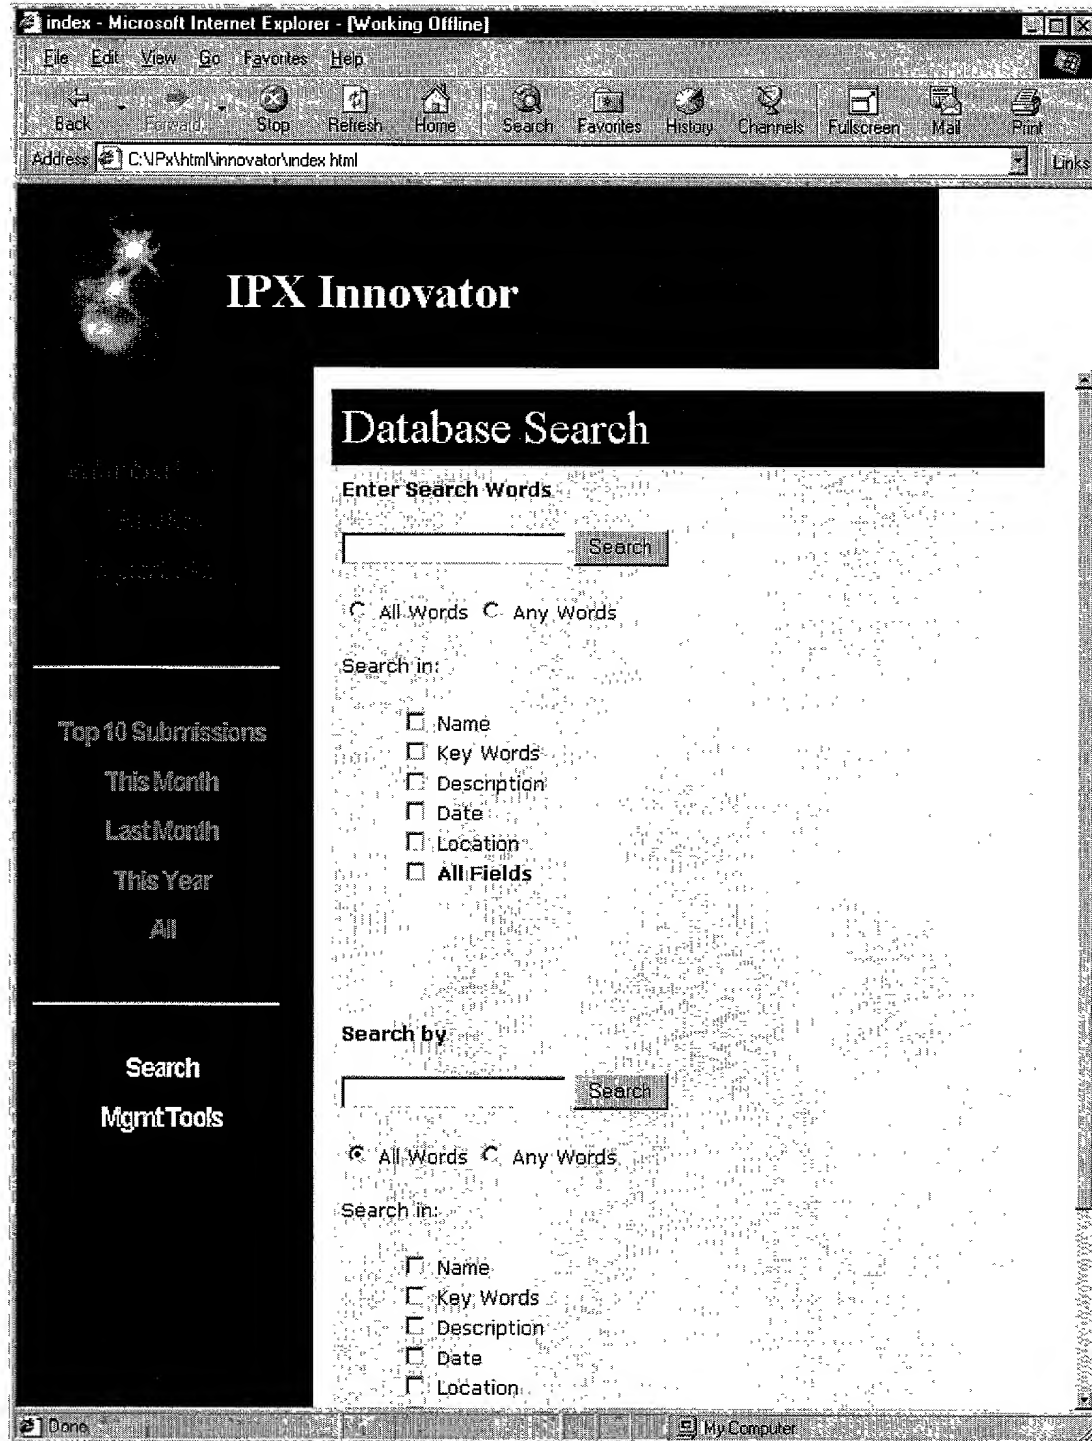 index - Microsoft Internet Explorer - [Working Offline]
File Edit View Go Favorites Help
Back Forward Stop Refresh Home Search Favorites History Channels Fullscreen Mail Print
Address C:\IPx\html\innovator\index html Links
IPX Innovator
Database Search
Enter Search Words
Search
All Words Any Words
Search in:
Name
Key Words
Description
Date
Location
All Fields
Search by
Search
All Words Any Words
Search in:
Name
Key Words
Description
Date
Location
Top 10 Submissions
This Month
Last Month
This Year
All
Search
Mgmt Tools
Done My Computer